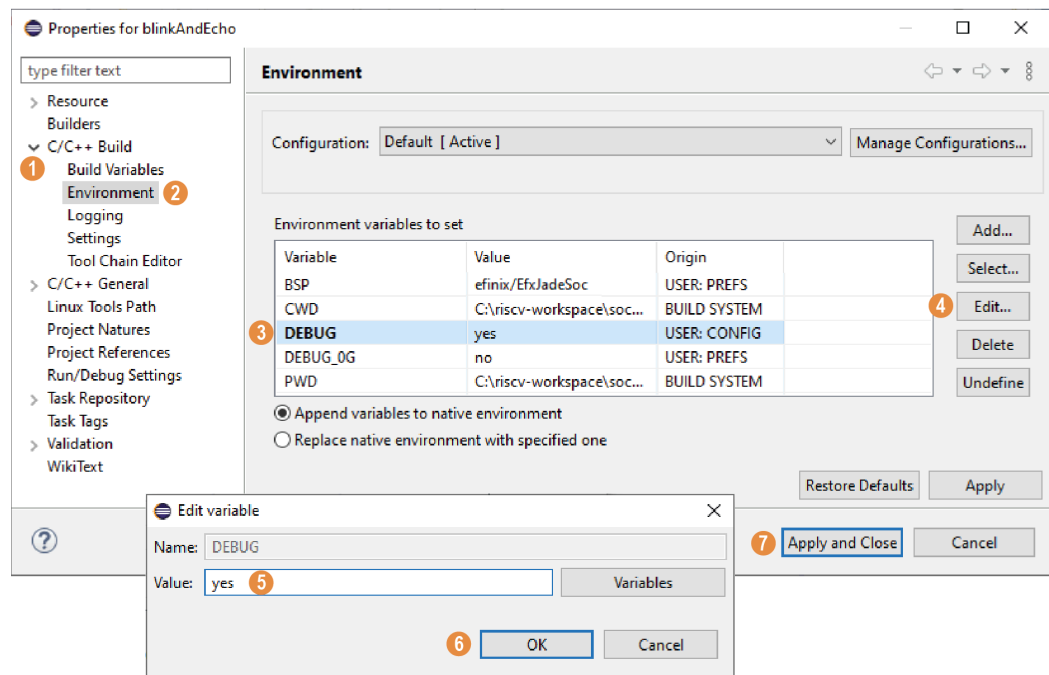 Properties for blinkAndEcho
type filter text
Resource
Builders
C/C++ Build
1 Build Variables
Environment 2
Logging
Settings
Tool Chain Editor
C/C++ General
Linux Tools Path
Project Natures
Project References
Run/Debug Settings
Task Repository
Task Tags
Validation
WikiText
Environment
Configuration: Default [ Active ] Manage Configurations...
Environment variables to set
Variable Value Origin
BSP efinix/EfxJadeSoc USER: PREFS
CWD C:\riscv-workspace\soc... BUILD SYSTEM
3 DEBUG yes USER: CONFIG
DEBUG_0G no USER: PREFS
PWD C:\riscv-workspace\soc... BUILD SYSTEM
Add...
Select...
4 Edit...
Delete
Undefine
Append variables to native environment
Replace native environment with specified one
Restore Defaults Apply
?
7 Apply and Close Cancel
Edit variable
Name: DEBUG
Value: yes 5 Variables
6 OK Cancel